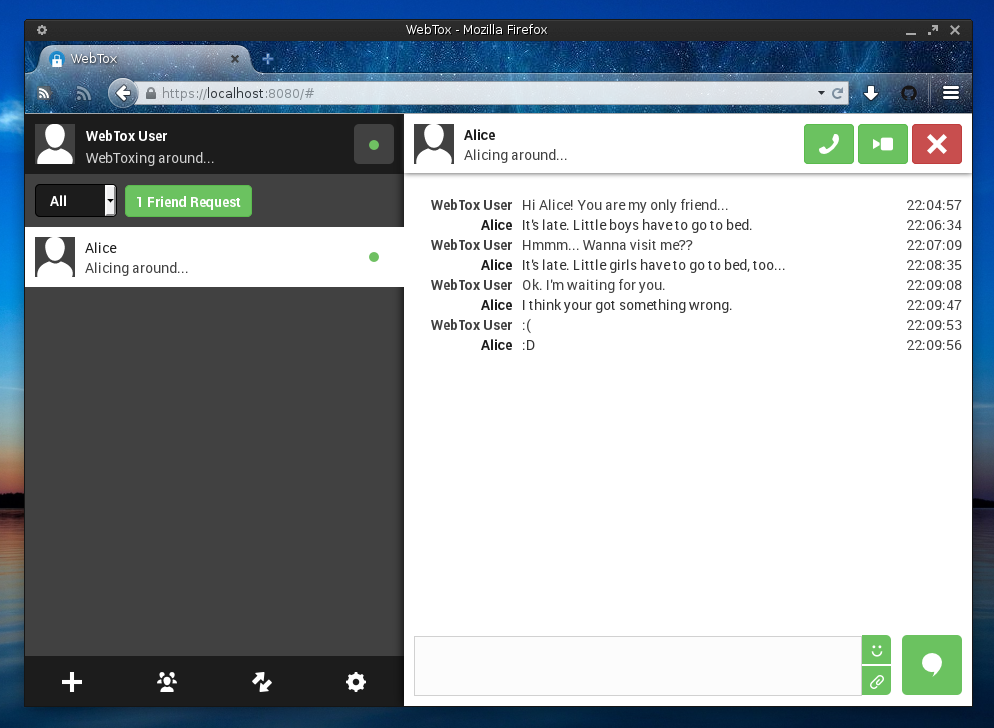 WebTox - Mozilla Firefox
WebTox
https://localhost:8080/#
WebTox User
WebToxing around...
All
1 Friend Request
Alice
Alicing around...
Alice
Alicing around...
WebTox User Hi Alice! You are my only friend... 22:04:57
Alice It's late. Little boys have to go to bed. 22:06:34
WebTox User Hmmm... Wanna visit me?? 22:07:09
Alice It's late. Little girls have to go to bed, too... 22:08:35
WebTox User Ok. I'm waiting for you. 22:09:08
Alice I think your got something wrong. 22:09:47
WebTox User :( 22:09:53
Alice :D 22:09:56